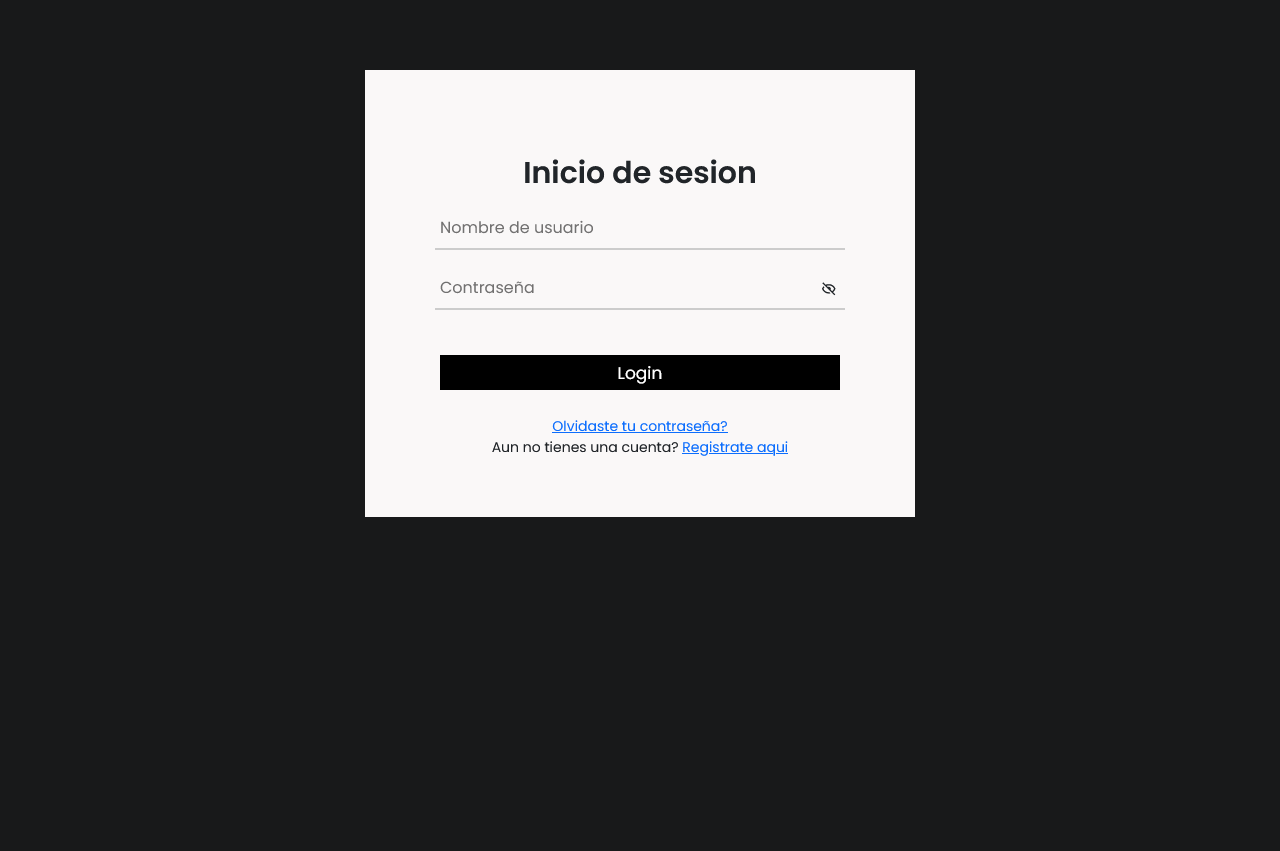 Inicio de sesion
Nombre de usuario
Contraseña
Login
Olvidaste tu contraseña?
Aun no tienes una cuenta? Registrate aqui